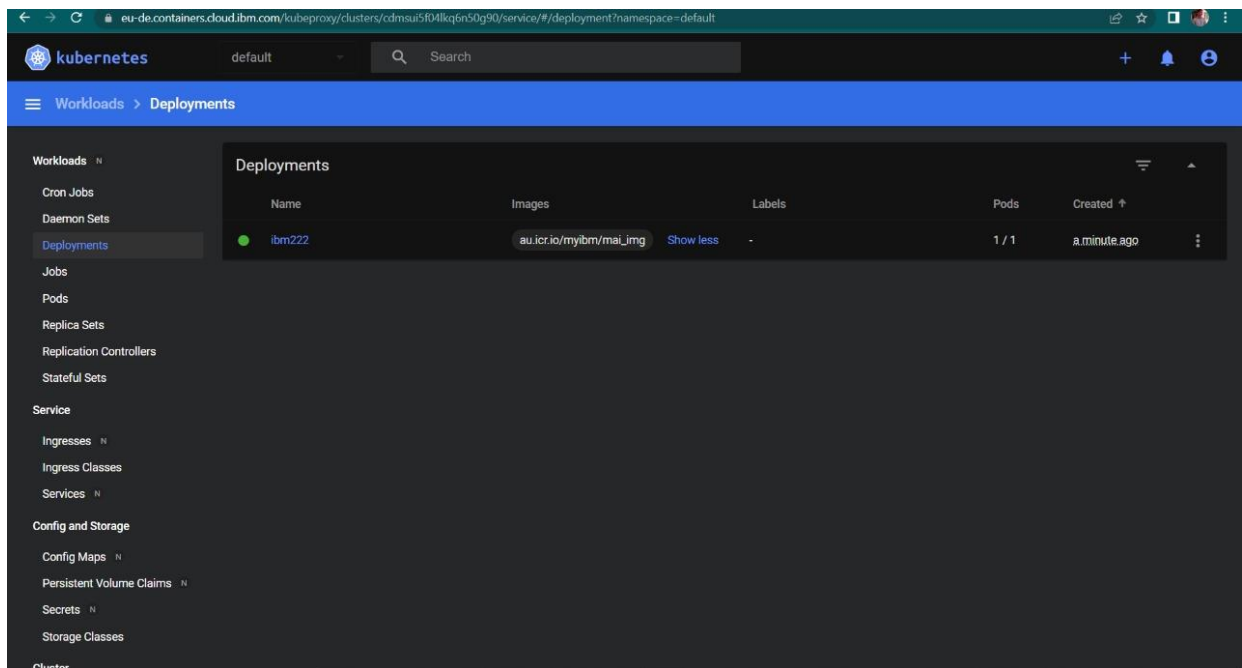 eu-de.containers.cloud.ibm.com/kubeproxy/clusters/cdmsui5f04lkq6n50g90/service/#/deployment?namespace=default
kubernetes default Search
Workloads > Deployments
Workloads N
Cron Jobs
Daemon Sets
Deployments
Jobs
Pods
Replica Sets
Replication Controllers
Stateful Sets
Service
Ingresses N
Ingress Classes
Services N
Config and Storage
Config Maps N
Persistent Volume Claims N
Secrets N
Storage Classes
Cluster
Deployments
Name Images Labels Pods Created ↑
ibm222 au.icr.io/myibm/mai_img Show less - 1 / 1 a minute ago